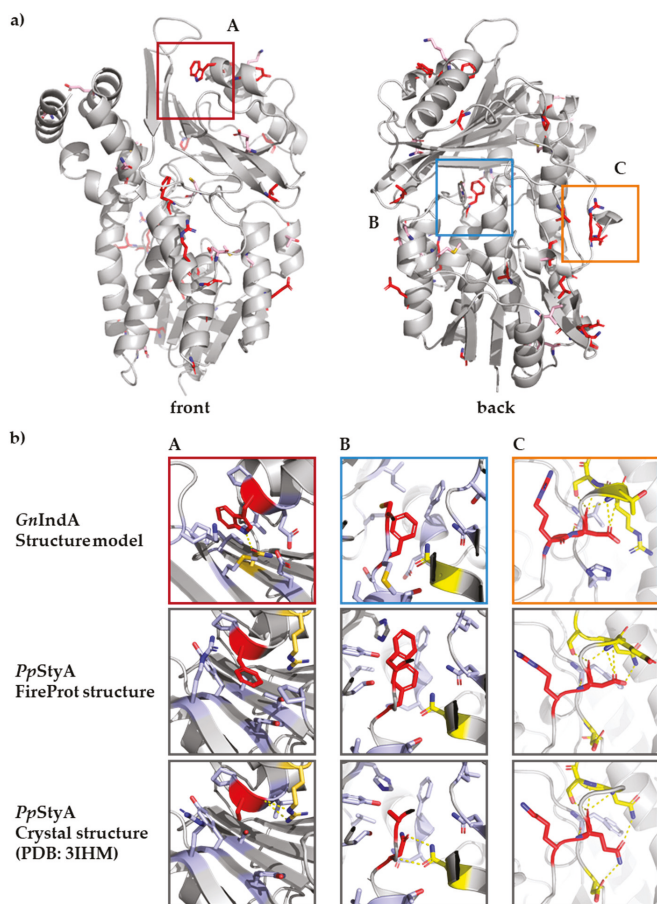 a)
A
C
B
front
back
b)
A
B
C
GnIndA
Structure model
PpStyA
FireProt structure
PpStyA
Crystal structure
(PDB: 3IHM)